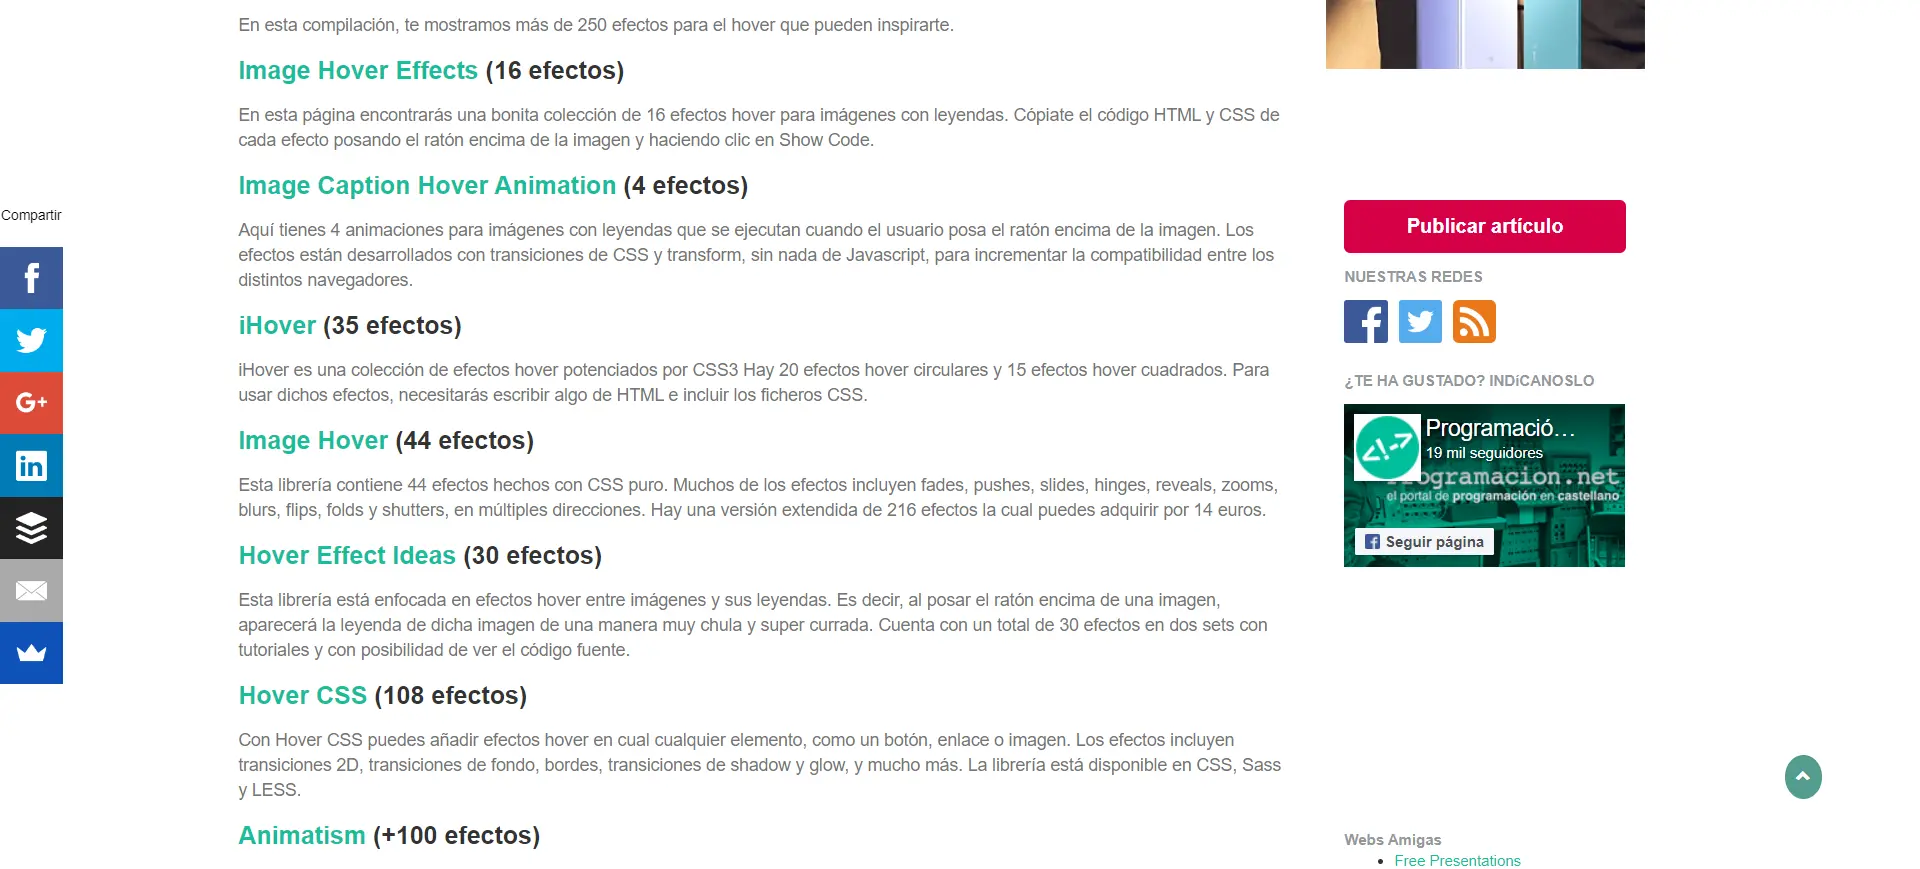 En esta compilación, te mostramos más de 250 efectos para el hover que pueden inspirarte.
Image Hover Effects (16 efectos)
En esta página encontrarás una bonita colección de 16 efectos hover para imágenes con leyendas. Cópiate el código HTML y CSS de
cada efecto posando el ratón encima de la imagen y haciendo clic en Show Code.
Image Caption Hover Animation (4 efectos)
Aquí tienes 4 animaciones para imágenes con leyendas que se ejecutan cuando el usuario posa el ratón encima de la imagen. Los
efectos están desarrollados con transiciones de CSS y transform, sin nada de Javascript, para incrementar la compatibilidad entre los
distintos navegadores.
iHover (35 efectos)
iHover es una colección de efectos hover potenciados por CSS3 Hay 20 efectos hover circulares y 15 efectos hover cuadrados. Para
usar dichos efectos, necesitarás escribir algo de HTML e incluir los ficheros CSS.
Image Hover (44 efectos)
Esta librería contiene 44 efectos hechos con CSS puro. Muchos de los efectos incluyen fades, pushes, slides, hinges, reveals, zooms,
blurs, flips, folds y shutters, en múltiples direcciones. Hay una versión extendida de 216 efectos la cual puedes adquirir por 14 euros.
Hover Effect Ideas (30 efectos)
Esta librería está enfocada en efectos hover entre imágenes y sus leyendas. Es decir, al posar el ratón encima de una imagen,
aparecerá la leyenda de dicha imagen de una manera muy chula y super currada. Cuenta con un total de 30 efectos en dos sets con
tutoriales y con posibilidad de ver el código fuente.
Hover CSS (108 efectos)
Con Hover CSS puedes añadir efectos hover en cual cualquier elemento, como un botón, enlace o imagen. Los efectos incluyen
transiciones 2D, transiciones de fondo, bordes, transiciones de shadow y glow, y mucho más. La librería está disponible en CSS, Sass
y LESS.
Animatism (+100 efectos)
Compartir
G+
in
Publicar artículo
NUESTRAS REDES
¿TE HA GUSTADO? INDíCANOSLO
Programació...
19 mil seguidores
rogramacion.net
el portal de programación en castellano
Seguir página
Webs Amigas
• Free Presentations